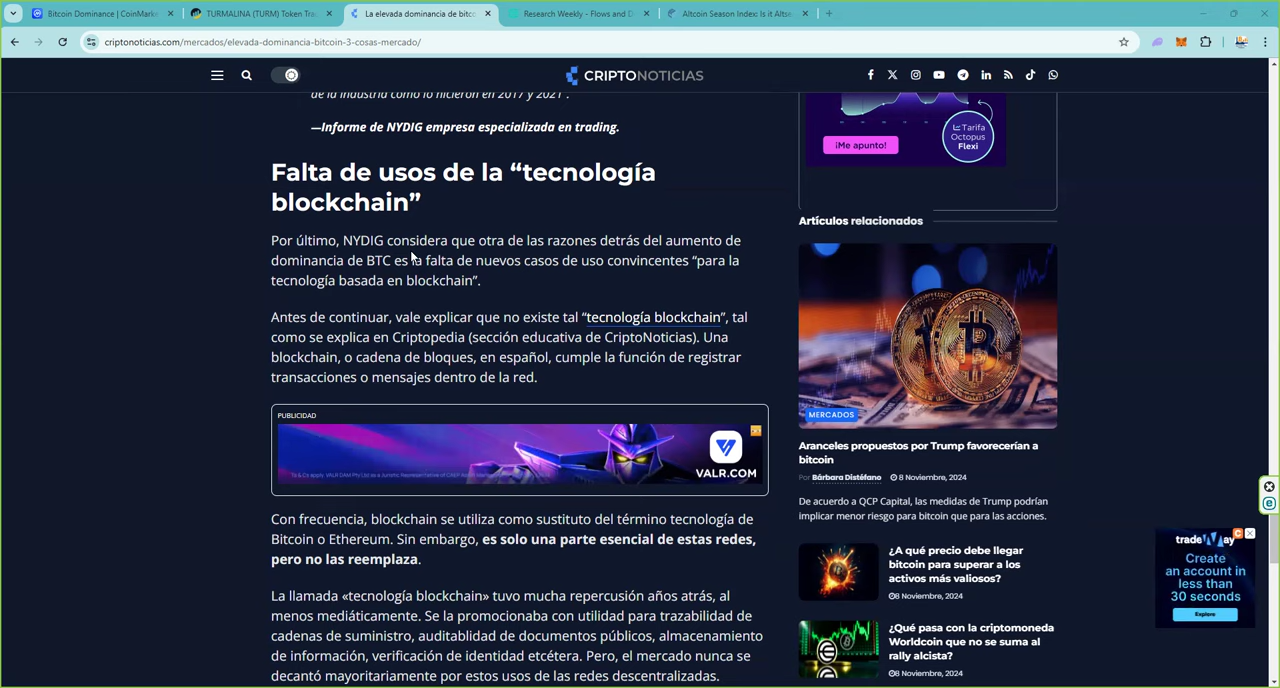 Bitcoin Dominance | CoinMark
TURMALINA (TURM) Token Tra
La elevada dominancia de bitco
Research Weekly - Flows and D
Altcoin Season Index: Is it Altse
criptonoticias.com/mercados/elevada-dominancia-bitcoin-3-cosas-mercado/
CRIPTONOTICIAS
de la industria como lo hicieron en 2017 y 2021".
—Informe de NYDIG empresa especializada en trading.
Falta de usos de la “tecnología
blockchain”
Por último, NYDIG considera que otra de las razones detrás del aumento de
dominancia de BTC es la falta de nuevos casos de uso convincentes “para la
tecnología basada en blockchain”.
Antes de continuar, vale explicar que no existe tal “tecnología blockchain”, tal
como se explica en Criptopedia (sección educativa de CriptoNoticias). Una
blockchain, o cadena de bloques, en español, cumple la función de registrar
transacciones o mensajes dentro de la red.
PUBLICIDAD
VALR.COM
Con frecuencia, blockchain se utiliza como sustituto del término tecnología de
Bitcoin o Ethereum. Sin embargo, es solo una parte esencial de estas redes,
pero no las reemplaza.
La llamada «tecnología blockchain» tuvo mucha repercusión años atrás, al
menos mediáticamente. Se la promocionaba con utilidad para trazabilidad de
cadenas de suministro, auditablidad de documentos públicos, almacenamiento
de información, verificación de identidad etcétera. Pero, el mercado nunca se
decantó mayoritariamente por estos usos de las redes descentralizadas.
Tarifa
Octopus
Flexi
¡Me apunto!
Artículos relacionados
MERCADOS
Aranceles propuestos por Trump favorecerían a
bitcoin
Por Bárbara Distéfano 8 Noviembre, 2024
De acuerdo a QCP Capital, las medidas de Trump podrían
implicar menor riesgo para bitcoin que para las acciones.
¿A qué precio debe llegar
bitcoin para superar a los
activos más valiosos?
8 Noviembre, 2024
¿Qué pasa con la criptomoneda
Worldcoin que no se suma al
rally alcista?
8 Noviembre, 2024
tradeWay
Create
an account in
less than
30 seconds
Explore